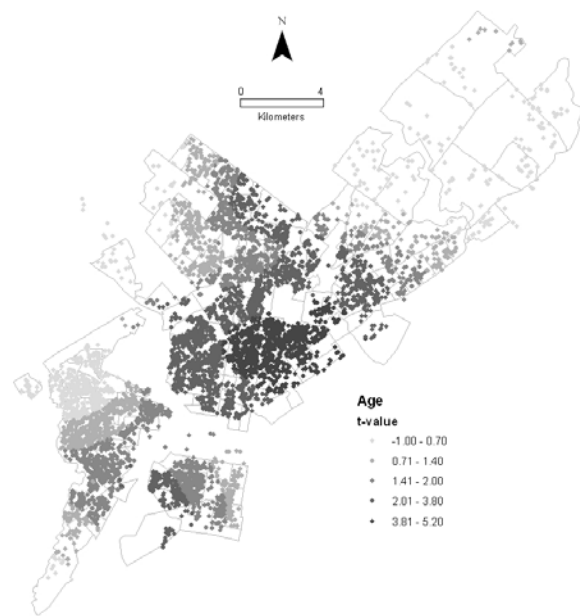 N
0 4
Kilometers
Age
t-value
-1.00 - 0.70
0.71 - 1.40
1.41 - 2.00
2.01 - 3.80
3.81 - 5.20